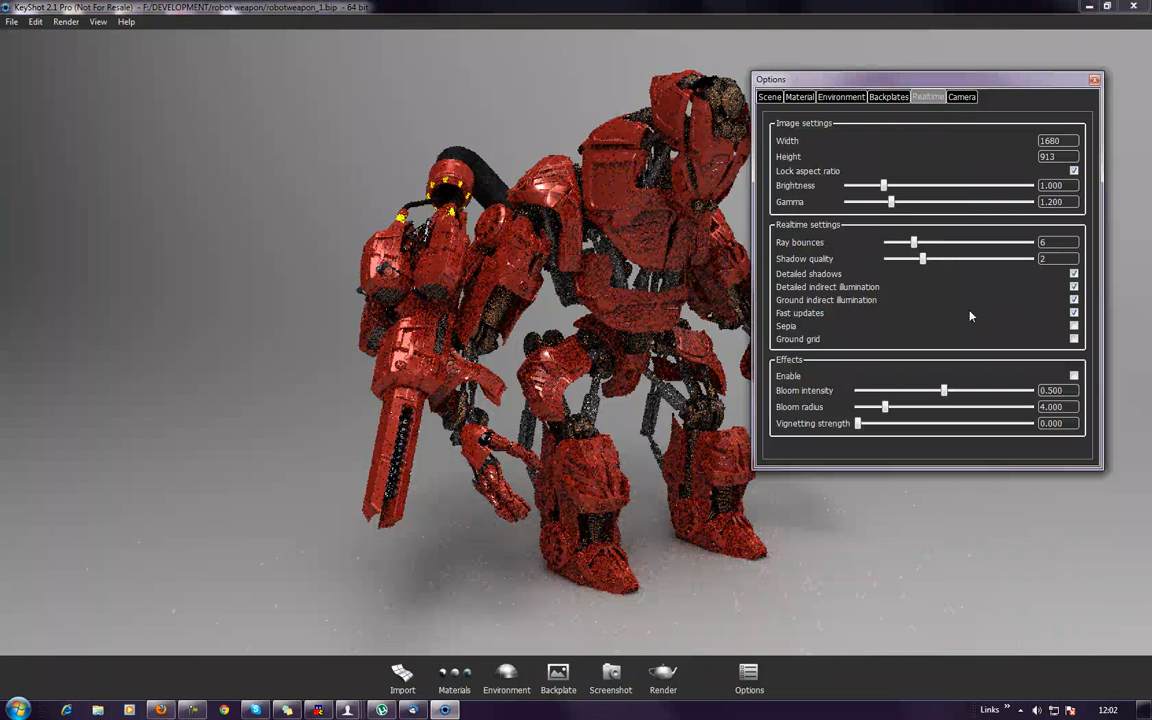 KeyShot 2.1 Pro (Not For Resale) - F:/DEVELOPMENT/robot weapon/robotweapon_1.bip - 64 bit
File Edit Render View Help
Options
Scene Material Environment Backplates Realtime Camera
Image settings
Width 1680
Height 913
Lock aspect ratio
Brightness 1.000
Gamma 1.200
Realtime settings
Ray bounces 6
Shadow quality 2
Detailed shadows
Detailed indirect illumination
Ground indirect illumination
Fast updates
Sepia
Ground grid
Effects
Enable
Bloom intensity 0.500
Bloom radius 4.000
Vignetting strength 0.000
Import Materials Environment Backplate Screenshot Render Options
Links » 12:02